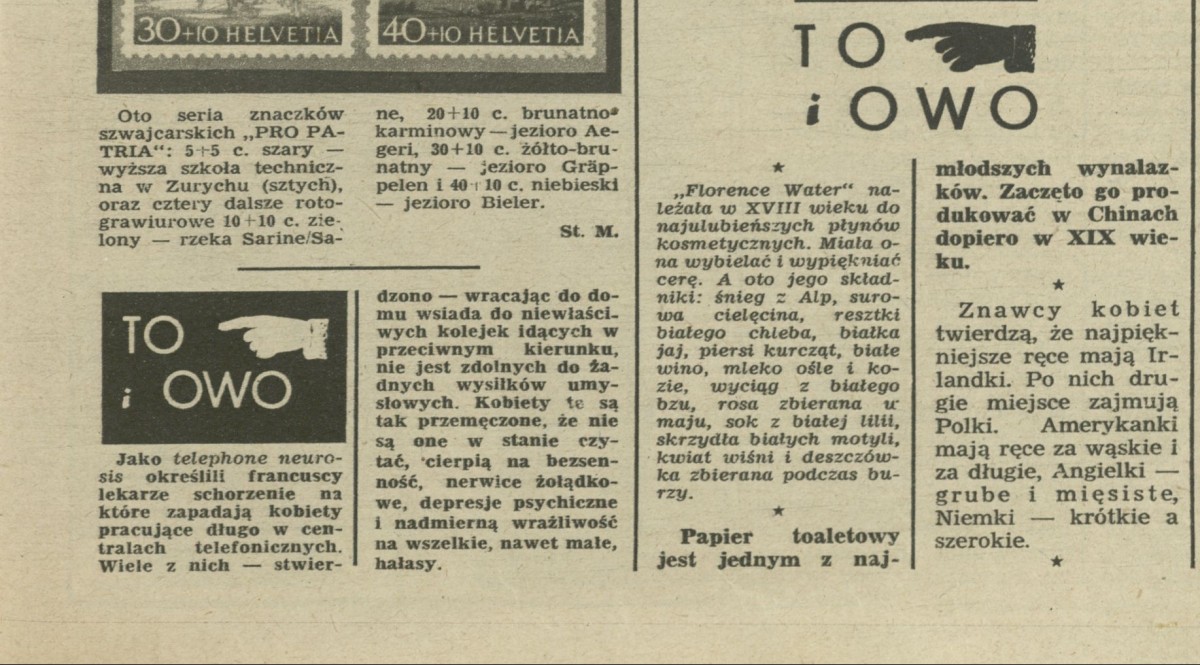 30+10 HELVETIA
40+10 HELVETIA
Oto seria znaczków
szwajcarskich „PRO PA-
TRIA“: 5+5 c. szary —
wyższa szkoła technicz-
na w Zurychu (sztych),
oraz cztery dalsze roto-
grawiurowe 10+10 c. zie-
lony — rzeka Sarine/Sa-
ne, 20+10 c. brunatno-
karminowy — jezioro Ae-
geri, 30+10 c. żółto-bru-
natny — jezioro Gräp-
pelen i 40+10 c. niebieski
— jezioro Bieler.
St. M.
TO
i OWO
Jako telephone neuro-
sis określili francuscy
lekarze schorzenie na
które zapadają kobiety
pracujące długo w cen-
tralach telefonicznych.
Wiele z nich — stwier-
dzono — wracając do do-
mu wsiada do niewłaści-
wych kolejek idących w
przeciwnym kierunku,
nie jest zdolnych do ża-
dnych wysiłków umy-
słowych. Kobiety te są
tak przemęczone, że nie
są one w stanie czy-
tać, cierpią na bezsen-
ność, nerwice żołądko-
we, depresje psychiczne
i nadmierną wrażliwość
na wszelkie, nawet małe,
hałasy.
TO
i OWO
★
„Florence Water“ na-
leżała w XVIII wieku do
najulubieńszych płynów
kosmetycznych. Miała o-
na wybielać i wypiękniać
cerę. A oto jego skład-
niki: śnieg z Alp, suro-
wa cielęcina, resztki
białego chleba, białka
jaj, piersi kurcząt, białe
wino, mleko ośle i ko-
zie, wyciąg z białego
bzu, rosa zbierana w
maju, sok z białej lilii,
skrzydła białych motyli,
kwiat wiśni i deszczów-
ka zbierana podczas bu-
rzy.
★
Papier toaletowy
jest jednym z naj-
młodszych wynalaz-
ków. Zaczęto go pro-
dukować w Chinach
dopiero w XIX wie-
ku.
★
Znawcy kobiet
twierdzą, że najpięk-
niejsze ręce mają Ir-
landki. Po nich dru-
gie miejsce zajmują
Polki. Amerykanki
mają ręce za wąskie i
za długie, Angielki —
grube i mięsiste,
Niemki — krótkie a
szerokie.
★